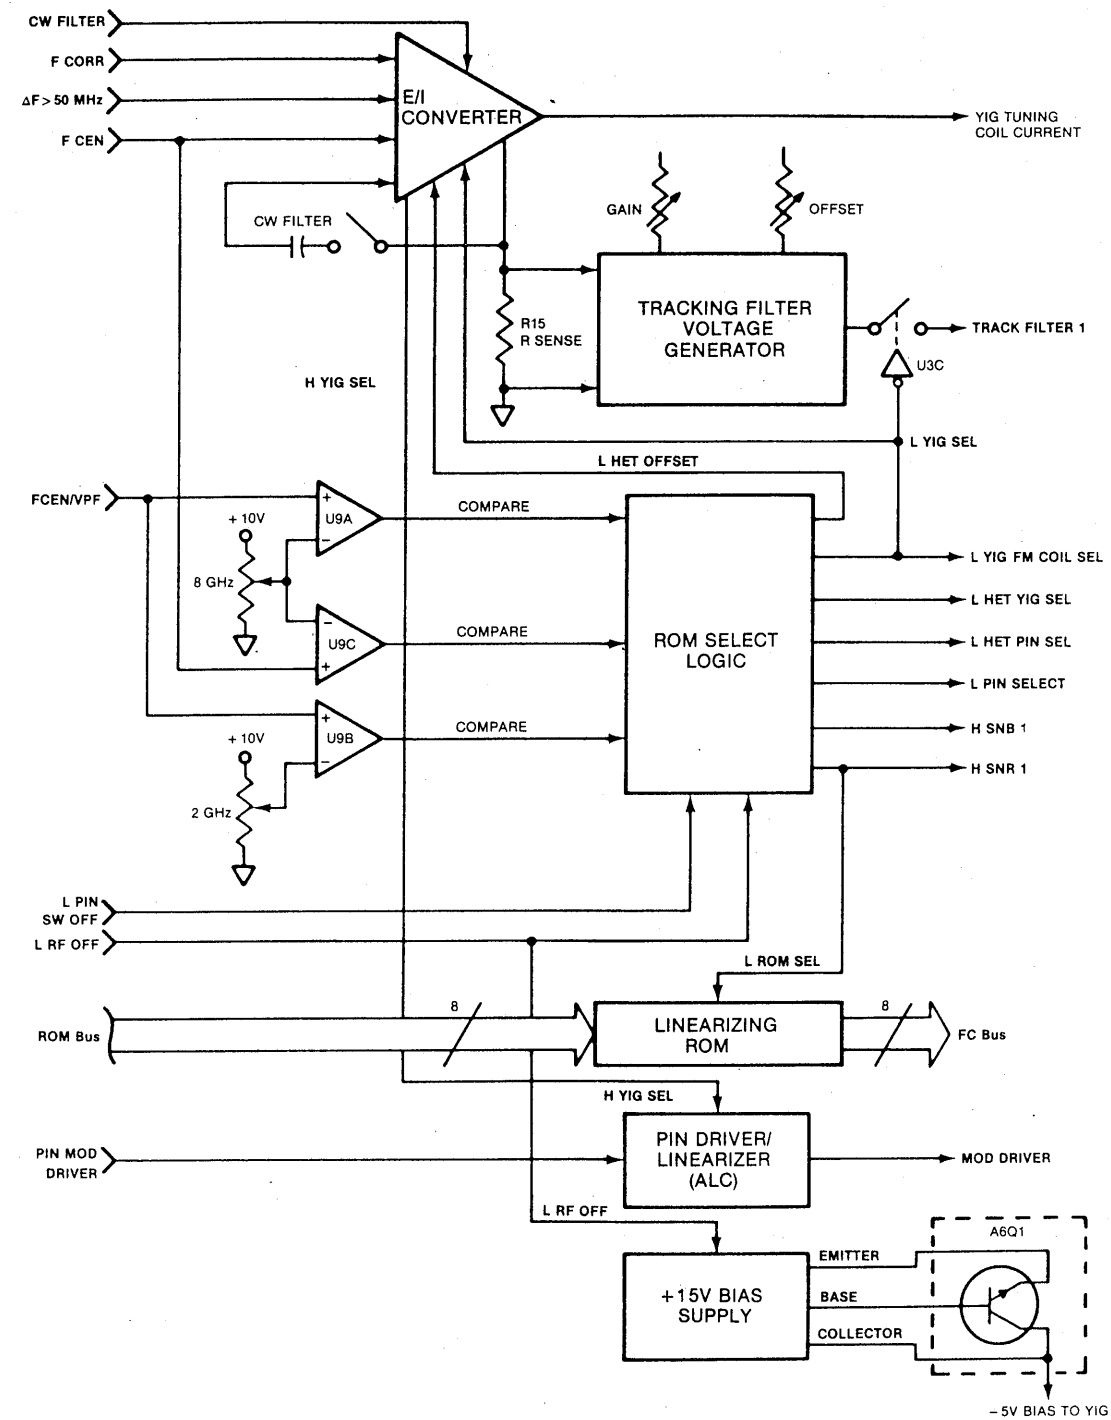 CW FILTER
F CORR
ΔF > 50 MHz
F CEN
E/I
CONVERTER
YIG TUNING
COIL CURRENT
GAIN
OFFSET
CW FILTER
R15
R SENSE
TRACKING FILTER
VOLTAGE
GENERATOR
TRACK FILTER 1
U3C
H YIG SEL
L YIG SEL
L HET OFFSET
FCEN/VPF
+ 10V
8 GHz
+
U9A
−
COMPARE
−
U9C
+
COMPARE
+
U9B
−
COMPARE
+ 10V
2 GHz
ROM SELECT
LOGIC
L YIG FM COIL SEL
L HET YIG SEL
L HET PIN SEL
L PIN SELECT
H SNB 1
H SNR 1
L PIN
SW OFF
L RF OFF
L ROM SEL
ROM Bus
8
LINEARIZING
ROM
8
FC Bus
H YIG SEL
PIN MOD
DRIVER
PIN DRIVER/
LINEARIZER
(ALC)
MOD DRIVER
L RF OFF
+15V BIAS
SUPPLY
EMITTER
BASE
COLLECTOR
A6Q1
−5V BIAS TO YIG